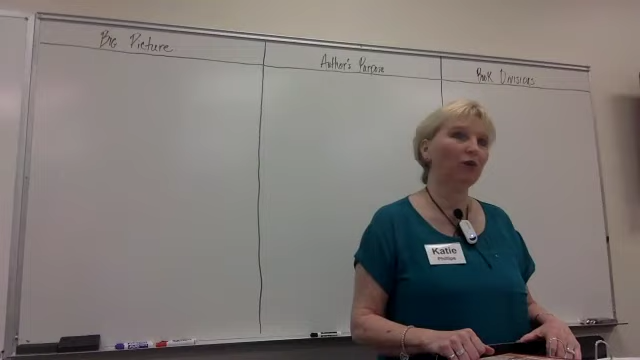 Big Picture
Author's Purpose
Book Divisions
Katie
Phillips